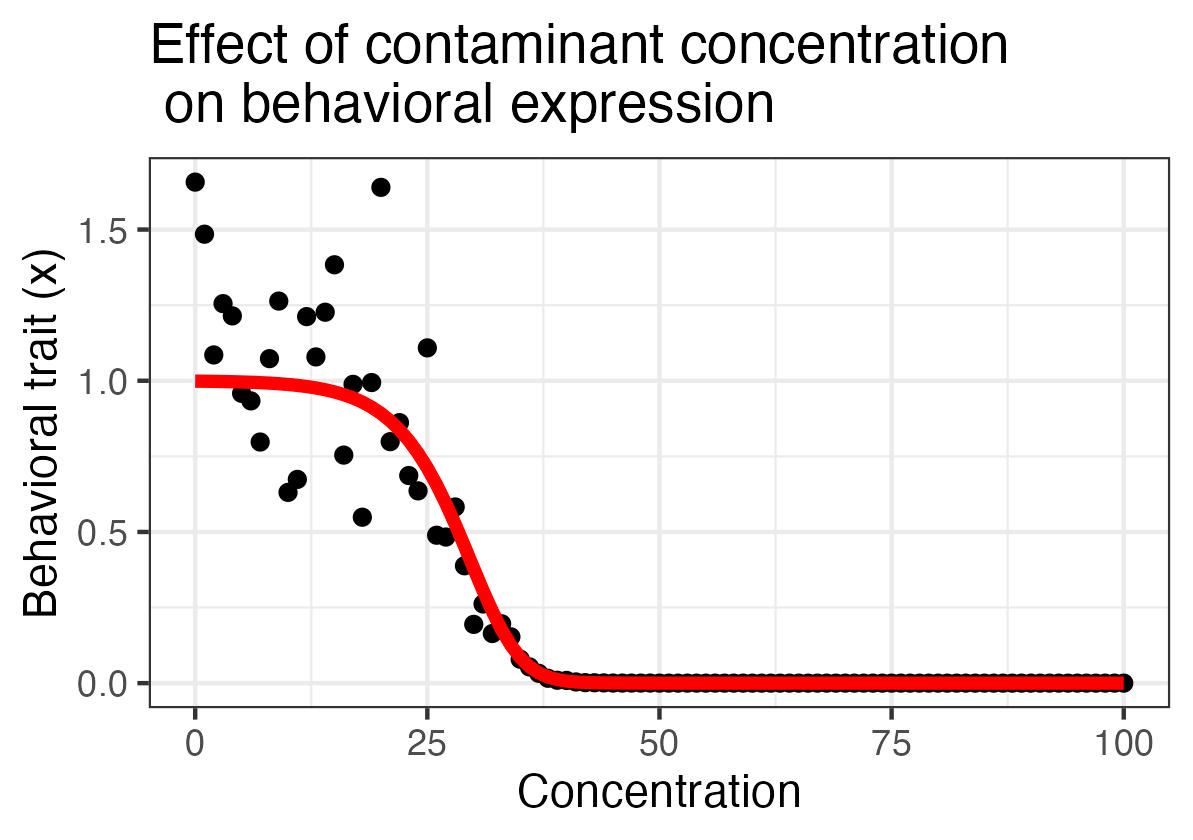 Effect of contaminant concentration
on behavioral expression
Behavioral trait (x)
1.5
1.0
0.5
0.0
0 25 50 75 100
Concentration